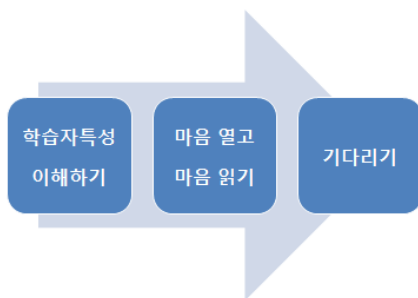 학습자특성
이해하기
마음 열고
마음 읽기
기다리기